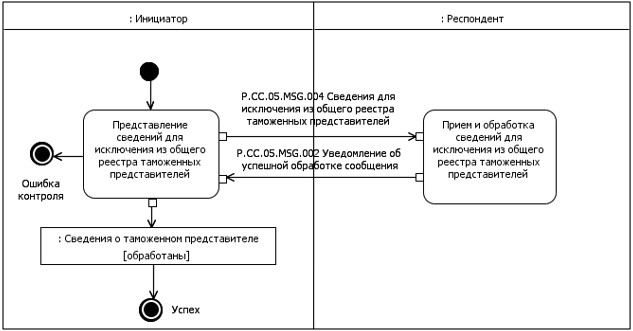 : Инициатор
: Респондент
P.CC.05.MSG.004 Сведения для
исключения из общего реестра
таможенных представителей
Представление
сведений для
исключения из общего
реестра таможенных
представителей
Прием и обработка
сведений для
исключения из общего
реестра таможенных
представителей
P.CC.05.MSG.002 Уведомление об
успешной обработке сообщения
Ошибка
контроля
: Сведения о таможенном представителе
[обработаны]
Успех